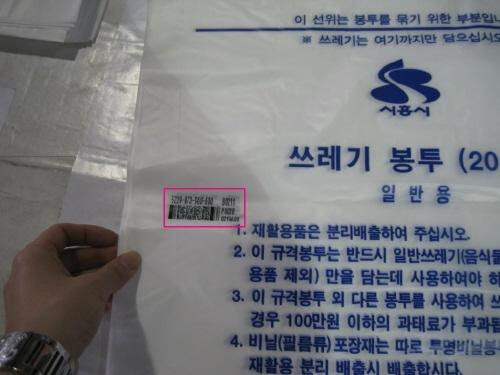 이 선위는 봉투를 묶기 위한 부분입니
※ 쓰레기는 여기까지만 담으십시오
시흥시
쓰레기 봉투 (20
일반용
1. 재활용품은 분리배출하여 주십시오.
2. 이 규격봉투는 반드시 일반쓰레기(음식물
용품 제외) 만을 담는데 사용하여야 하
3. 이 규격봉투 외 다른 봉투를 사용하여 쓰
경우 100만원 이하의 과태료가 부과됩
4. 비닐(필름류)포장재는 따로 투명비닐봉
재활용 분리 배출시 배출합시다.